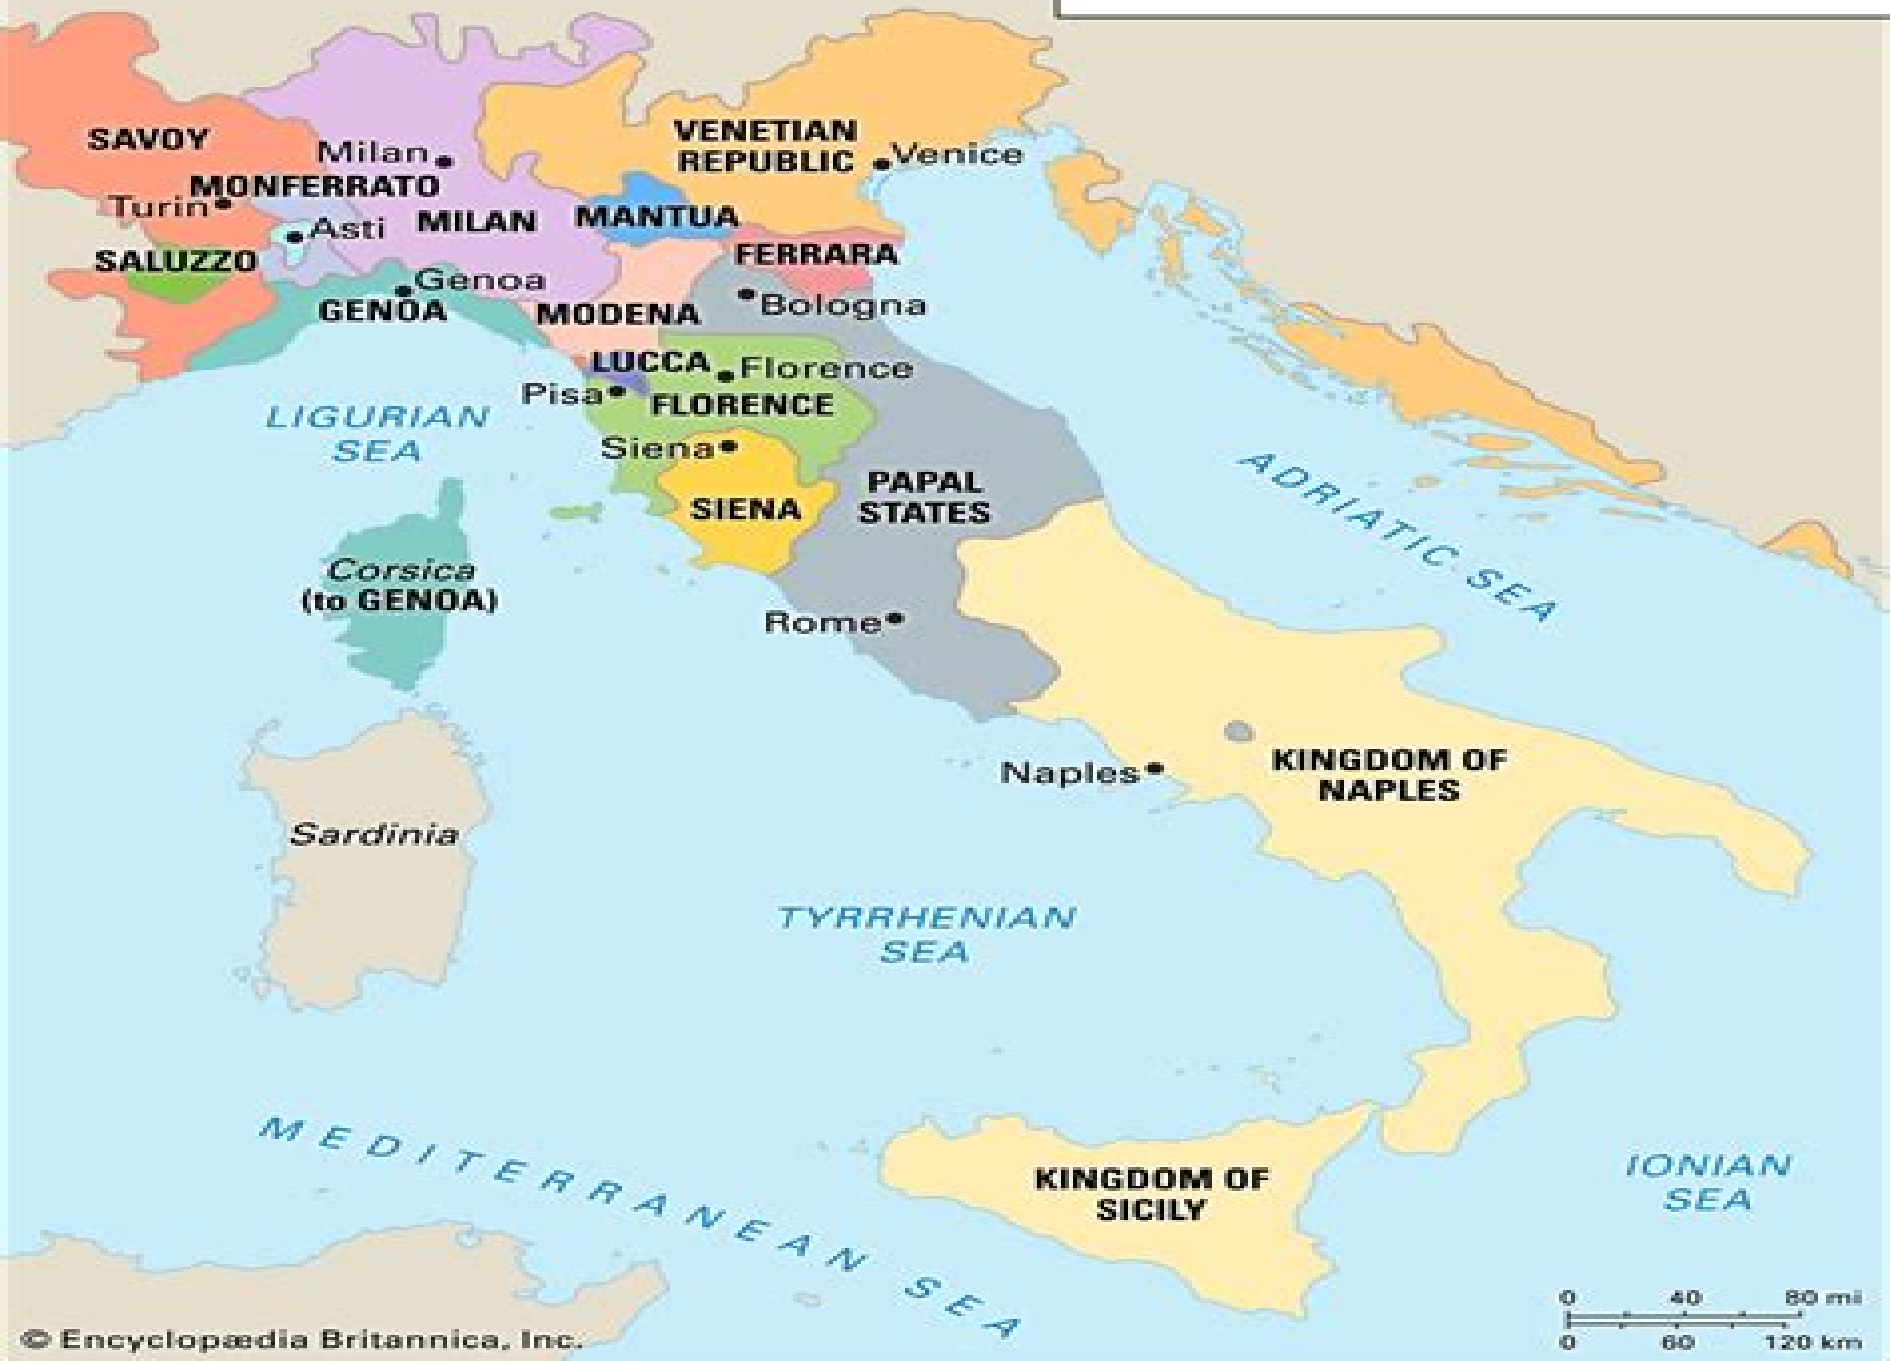 SAVOY
Milan
VENETIAN
REPUBLIC
Venice
MONFERRATO
Turin
Asti
MILAN
MANTUA
SALUZZO
FERRARA
Genoa
GENOA
MODENA
Bologna
LUCCA
Florence
Pisa
FLORENCE
LIGURIAN
SEA
Siena
SIENA
PAPAL
STATES
ADRIATIC SEA
Corsica
(to GENOA)
Rome
Naples
KINGDOM OF
NAPLES
Sardinia
TYRRHENIAN
SEA
MEDITERRANEAN SEA
KINGDOM OF
SICILY
IONIAN
SEA
0 40 80 mi
0 60 120 km
© Encyclopædia Britannica, Inc.